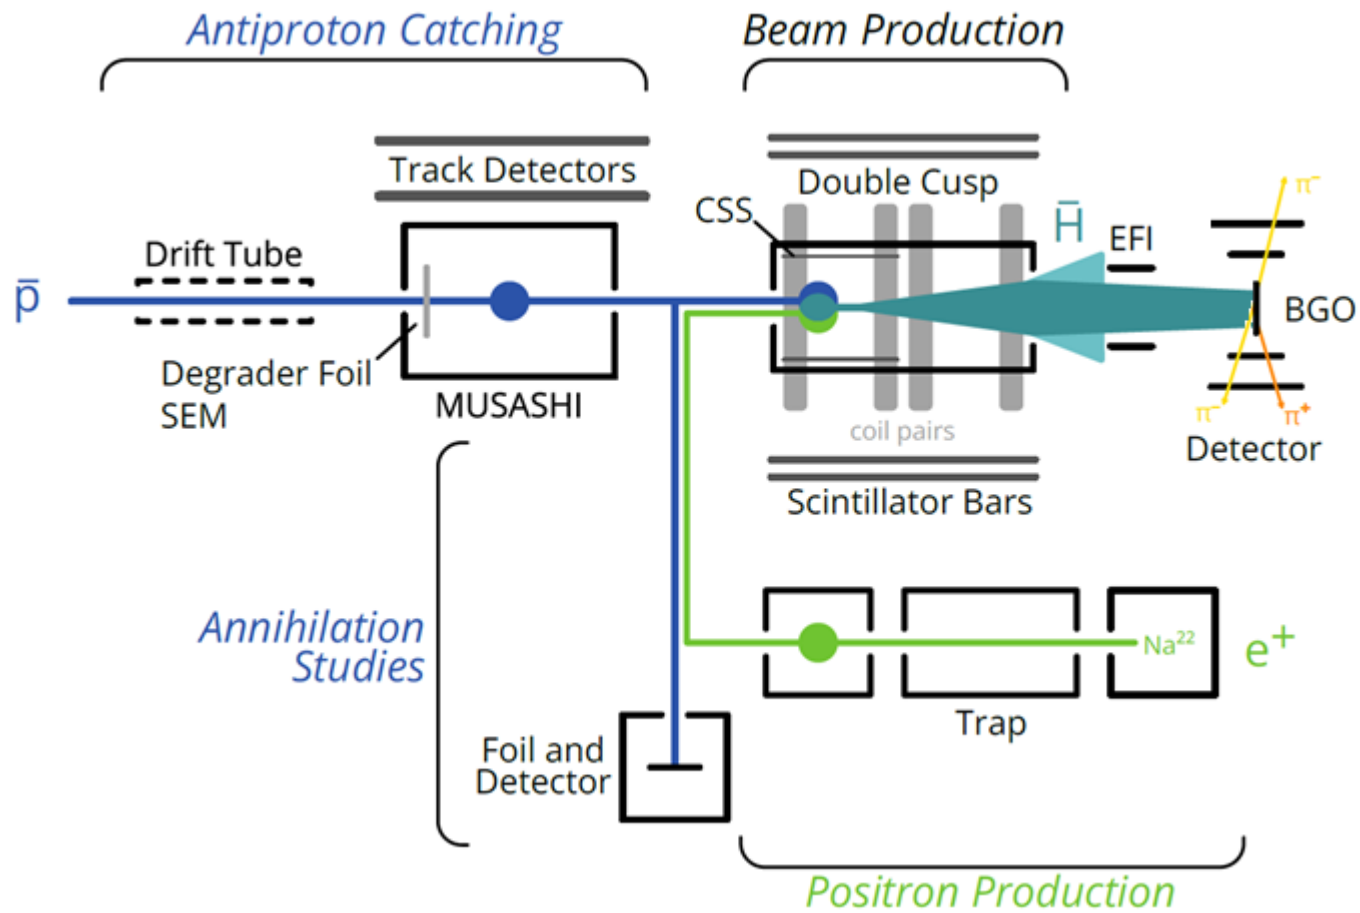 Antiproton Catching
Beam Production
Track Detectors
Double Cusp
CSS
H̄
EFI
π⁻
Drift Tube
p̄
BGO
Degrader Foil
SEM
MUSASHI
coil pairs
π⁻
π⁺
Detector
Scintillator Bars
Annihilation
Studies
Na²²
e⁺
Trap
Foil and
Detector
Positron Production